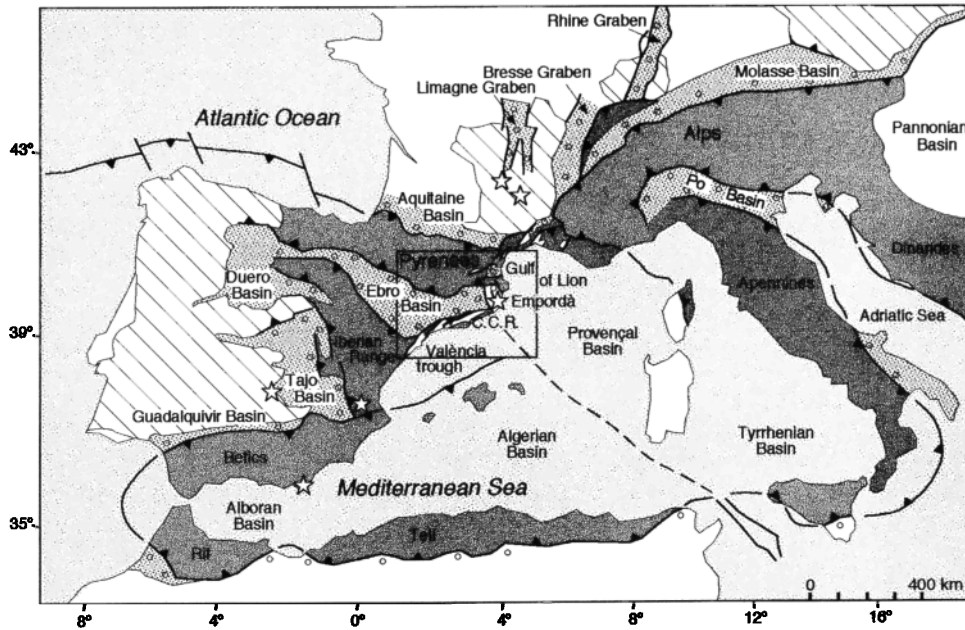 Rhine Graben
Bresse Graben
Limagne Graben
Molasse Basin
Atlantic Ocean
Alps
Pannonian
Basin
43°
Po Basin
Aquitaine
Basin
Pyrenees
Dinarides
Gulf
of Lion
Duero
Basin
Ebro
Basin
Apennines
Empordà
39°
C.C.R.
Adriatic Sea
Iberian
Range
Provençal
Basin
València
trough
Tajo
Basin
Guadalquivir Basin
Betics
Algerian
Basin
Tyrrhenian
Basin
Mediterranean Sea
Alboran
Basin
35°
Tell
Rif
0 400 km
8° 4° 0° 4° 8° 12° 16°